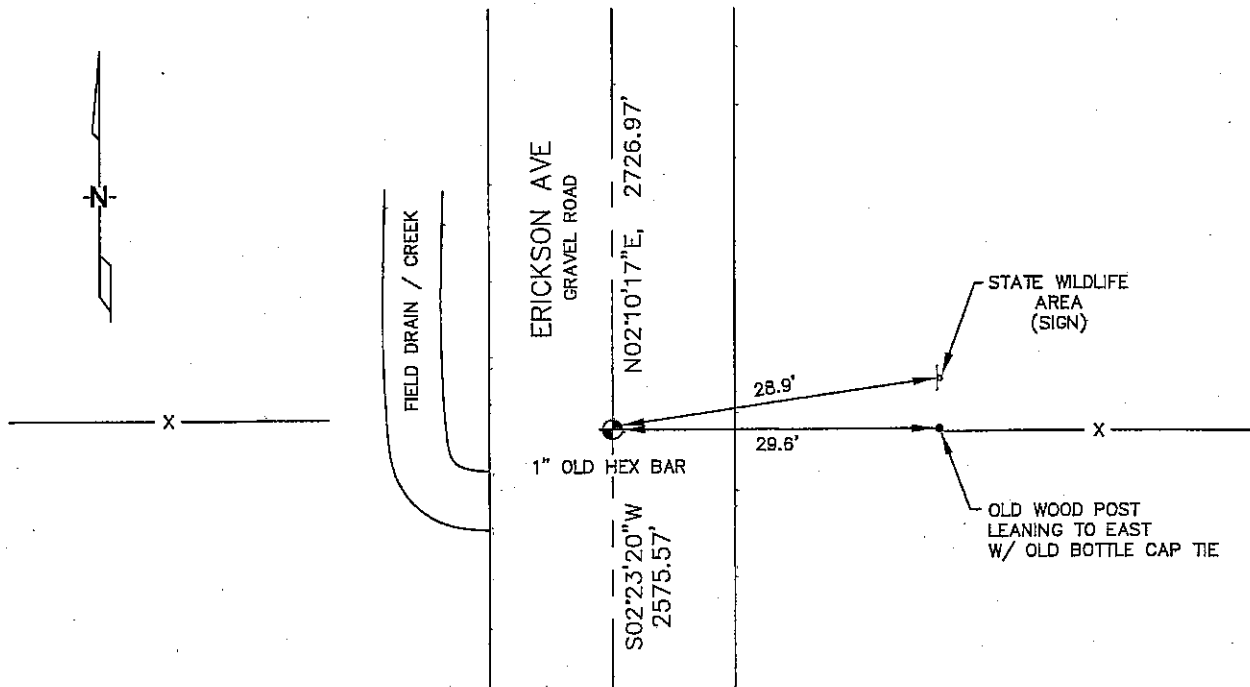 N
ERICKSON AVE
GRAVEL ROAD
N02°10'17"E, 2726.97'
FIELD DRAIN / CREEK
STATE WILDLIFE
AREA
(SIGN)
28.9'
X
X
29.6'
1" OLD HEX BAR
OLD WOOD POST
LEANING TO EAST
W/ OLD BOTTLE CAP TIE
S02°23'20"W
2575.57'